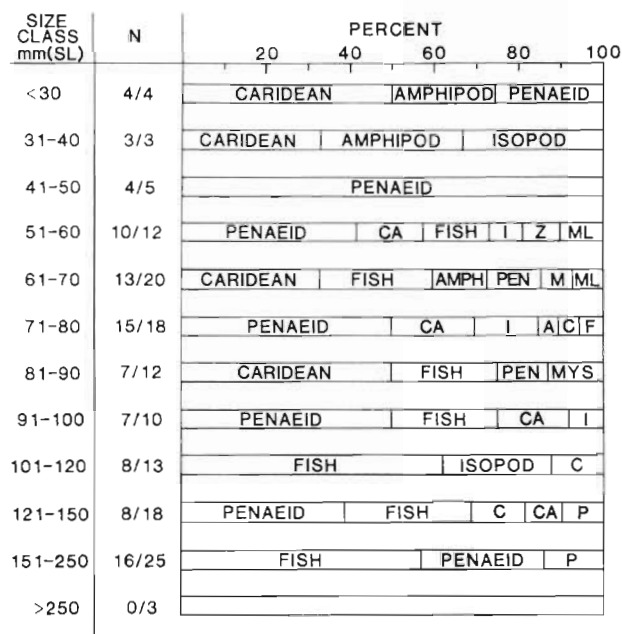 SIZE CLASS mm(SL) N PERCENT
20 40 60 80 100
<30 4/4 CARIDEAN AMPHIPOD PENAEID
31-40 3/3 CARIDEAN AMPHIPOD ISOPOD
41-50 4/5 PENAEID
51-60 10/12 PENAEID CA FISH I Z ML
61-70 13/20 CARIDEAN FISH AMPH PEN M ML
71-80 15/18 PENAEID CA I A C F
81-90 7/12 CARIDEAN FISH PEN MYS
91-100 7/10 PENAEID FISH CA I
101-120 8/13 FISH ISOPOD C
121-150 8/18 PENAEID FISH C CA P
151-250 16/25 FISH PENAEID P
>250 0/3